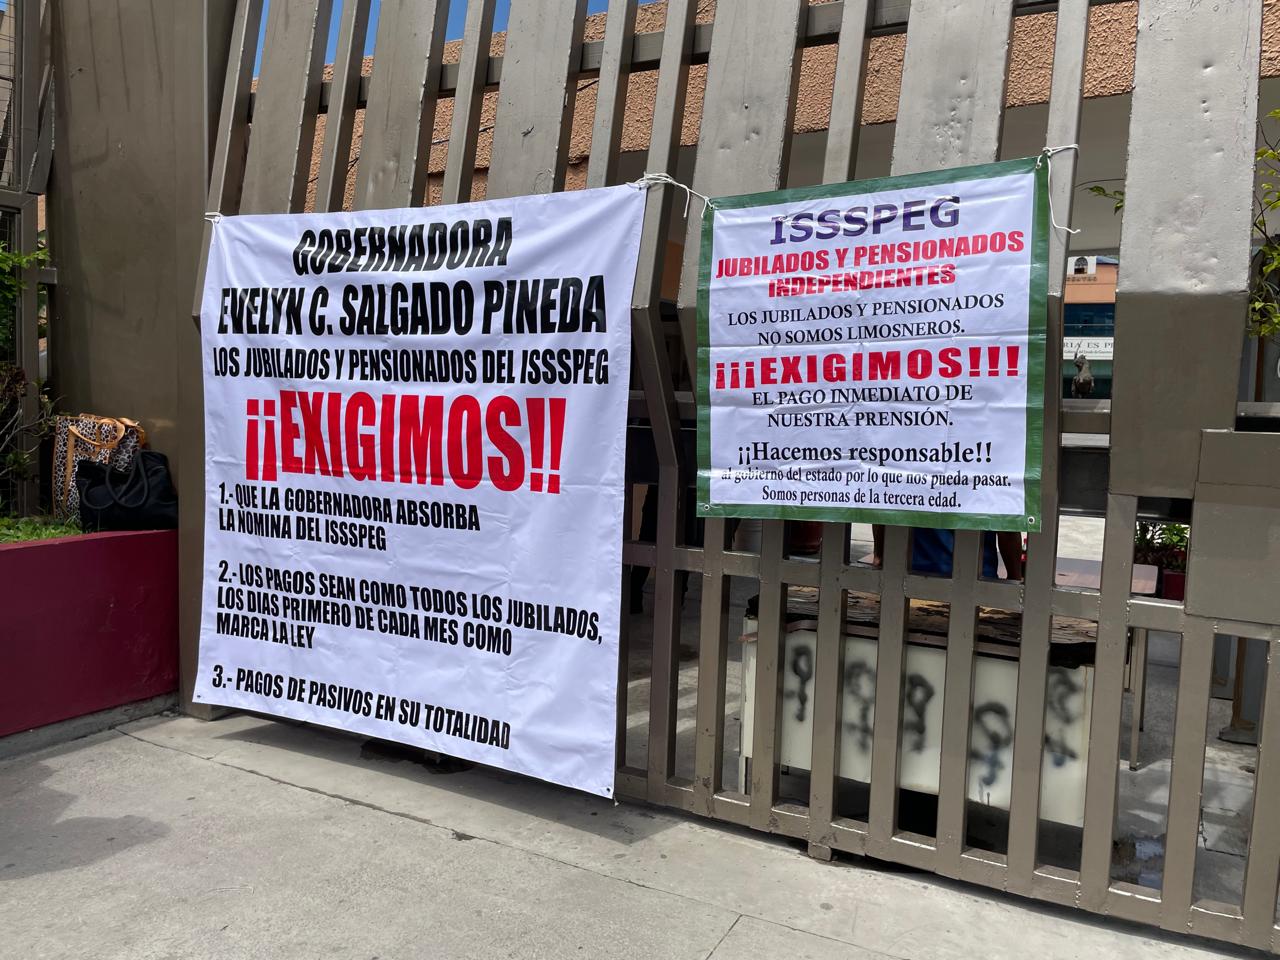 GOBERNADORA
EVELYN C. SALGADO PINEDA
LOS JUBILADOS Y PENSIONADOS DEL ISSSPEG
¡¡EXIGIMOS!!
1.- QUE LA GOBERNADORA ABSORBA
LA NOMINA DEL ISSSPEG
2.- LOS PAGOS SEAN COMO TODOS LOS JUBILADOS,
LOS DIAS PRIMERO DE CADA MES COMO
MARCA LA LEY
3.- PAGOS DE PASIVOS EN SU TOTALIDAD
ISSSPEG
JUBILADOS Y PENSIONADOS
INDEPENDIENTES
LOS JUBILADOS Y PENSIONADOS
NO SOMOS LIMOSNEROS.
¡¡¡EXIGIMOS!!!
EL PAGO INMEDIATO DE
NUESTRA PRENSIÓN.
¡¡Hacemos responsable!!
al gobierno del estado por lo que nos pueda pasar.
Somos personas de la tercera edad.